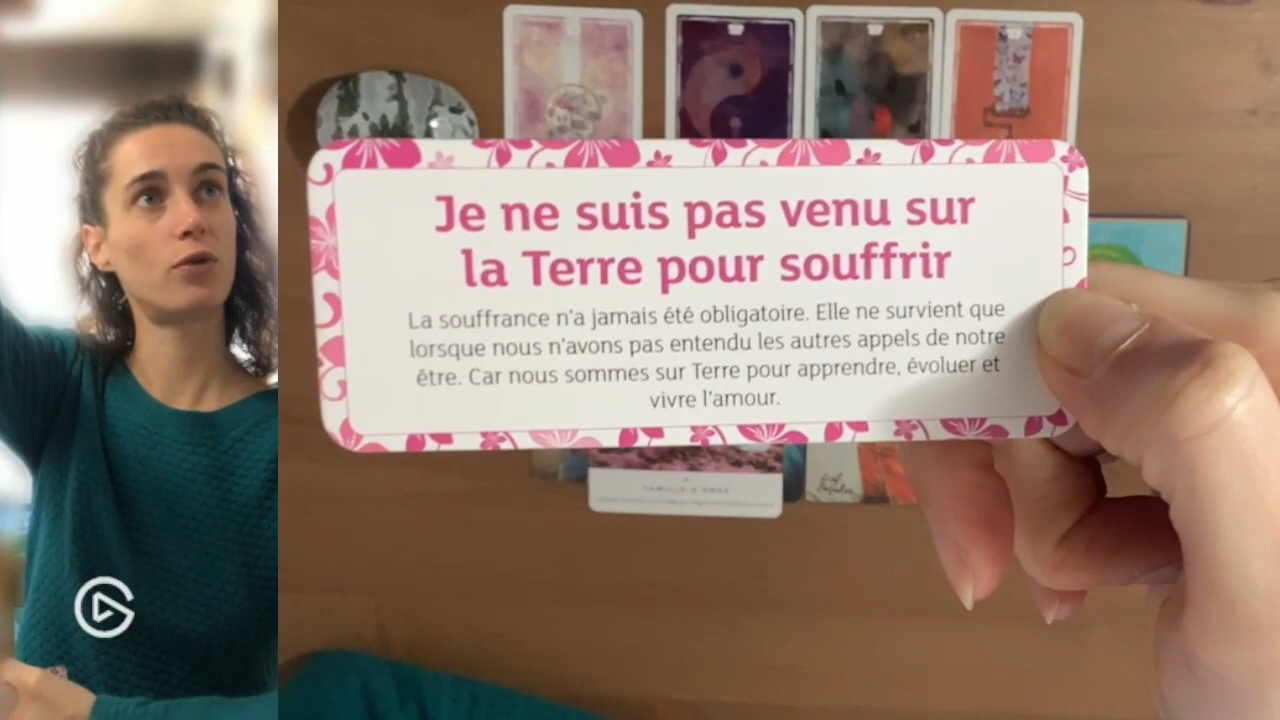 Je ne suis pas venu sur
la Terre pour souffrir
La souffrance n'a jamais été obligatoire. Elle ne survient que
lorsque nous n'avons pas entendu les autres appels de notre
être. Car nous sommes sur Terre pour apprendre, évoluer et
vivre l'amour.
FAMILLE D'AMES